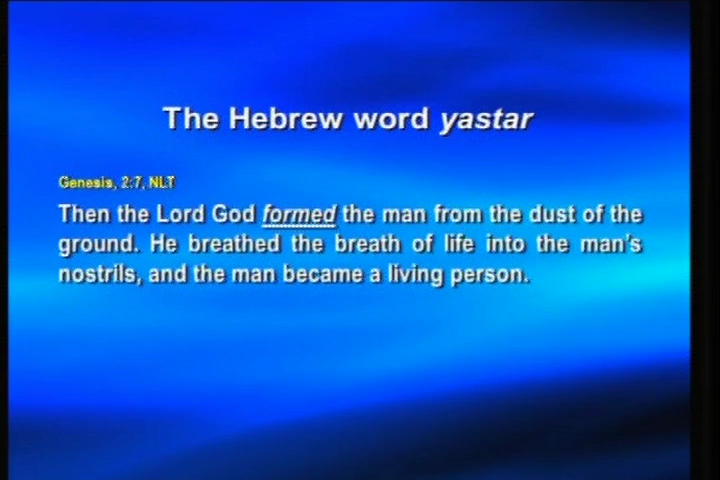 The Hebrew word yastar
Genesis, 2:7, NLT
Then the Lord God formed the man from the dust of the
ground. He breathed the breath of life into the man's
nostrils, and the man became a living person.